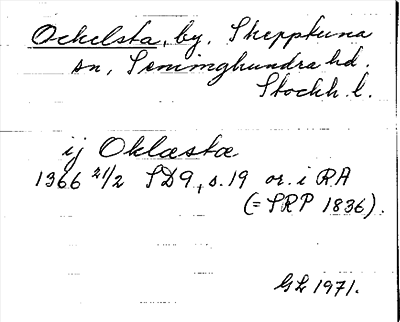 Ockelsta, by, Skepptuna
sn, Seminghundra hd.
Stockh. l.
ij Oklæsta
1366 21/2 SD9, s. 19 or. i RA
(= SRP 1836).
GL 1971.